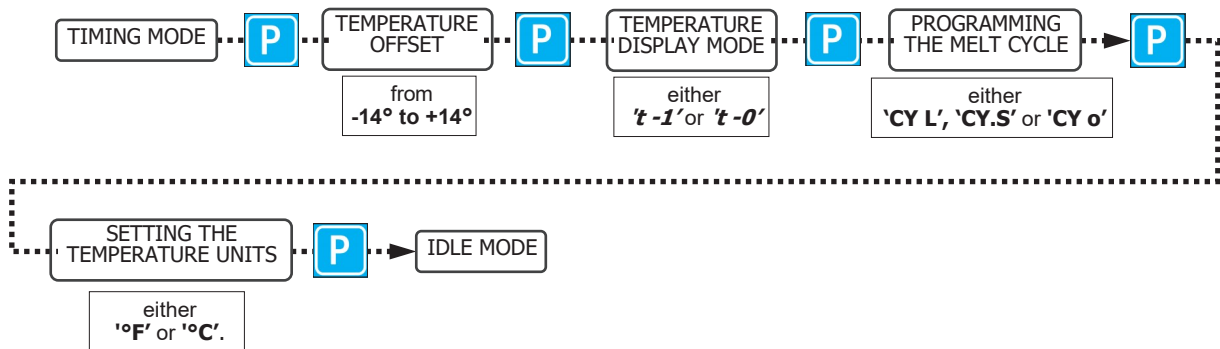 TIMING MODE
P
TEMPERATURE
OFFSET
P
TEMPERATURE
DISPLAY MODE
P
PROGRAMMING
THE MELT CYCLE
P
from
-14° to +14°
either
't -1' or 't -0'
either
‘CY L’, ‘CY.S’ or 'CY o’
SETTING THE
TEMPERATURE UNITS
P
IDLE MODE
either
'°F’ or '°C’.